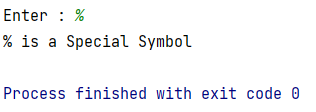 Enter : %
% is a Special Symbol
Process finished with exit code 0